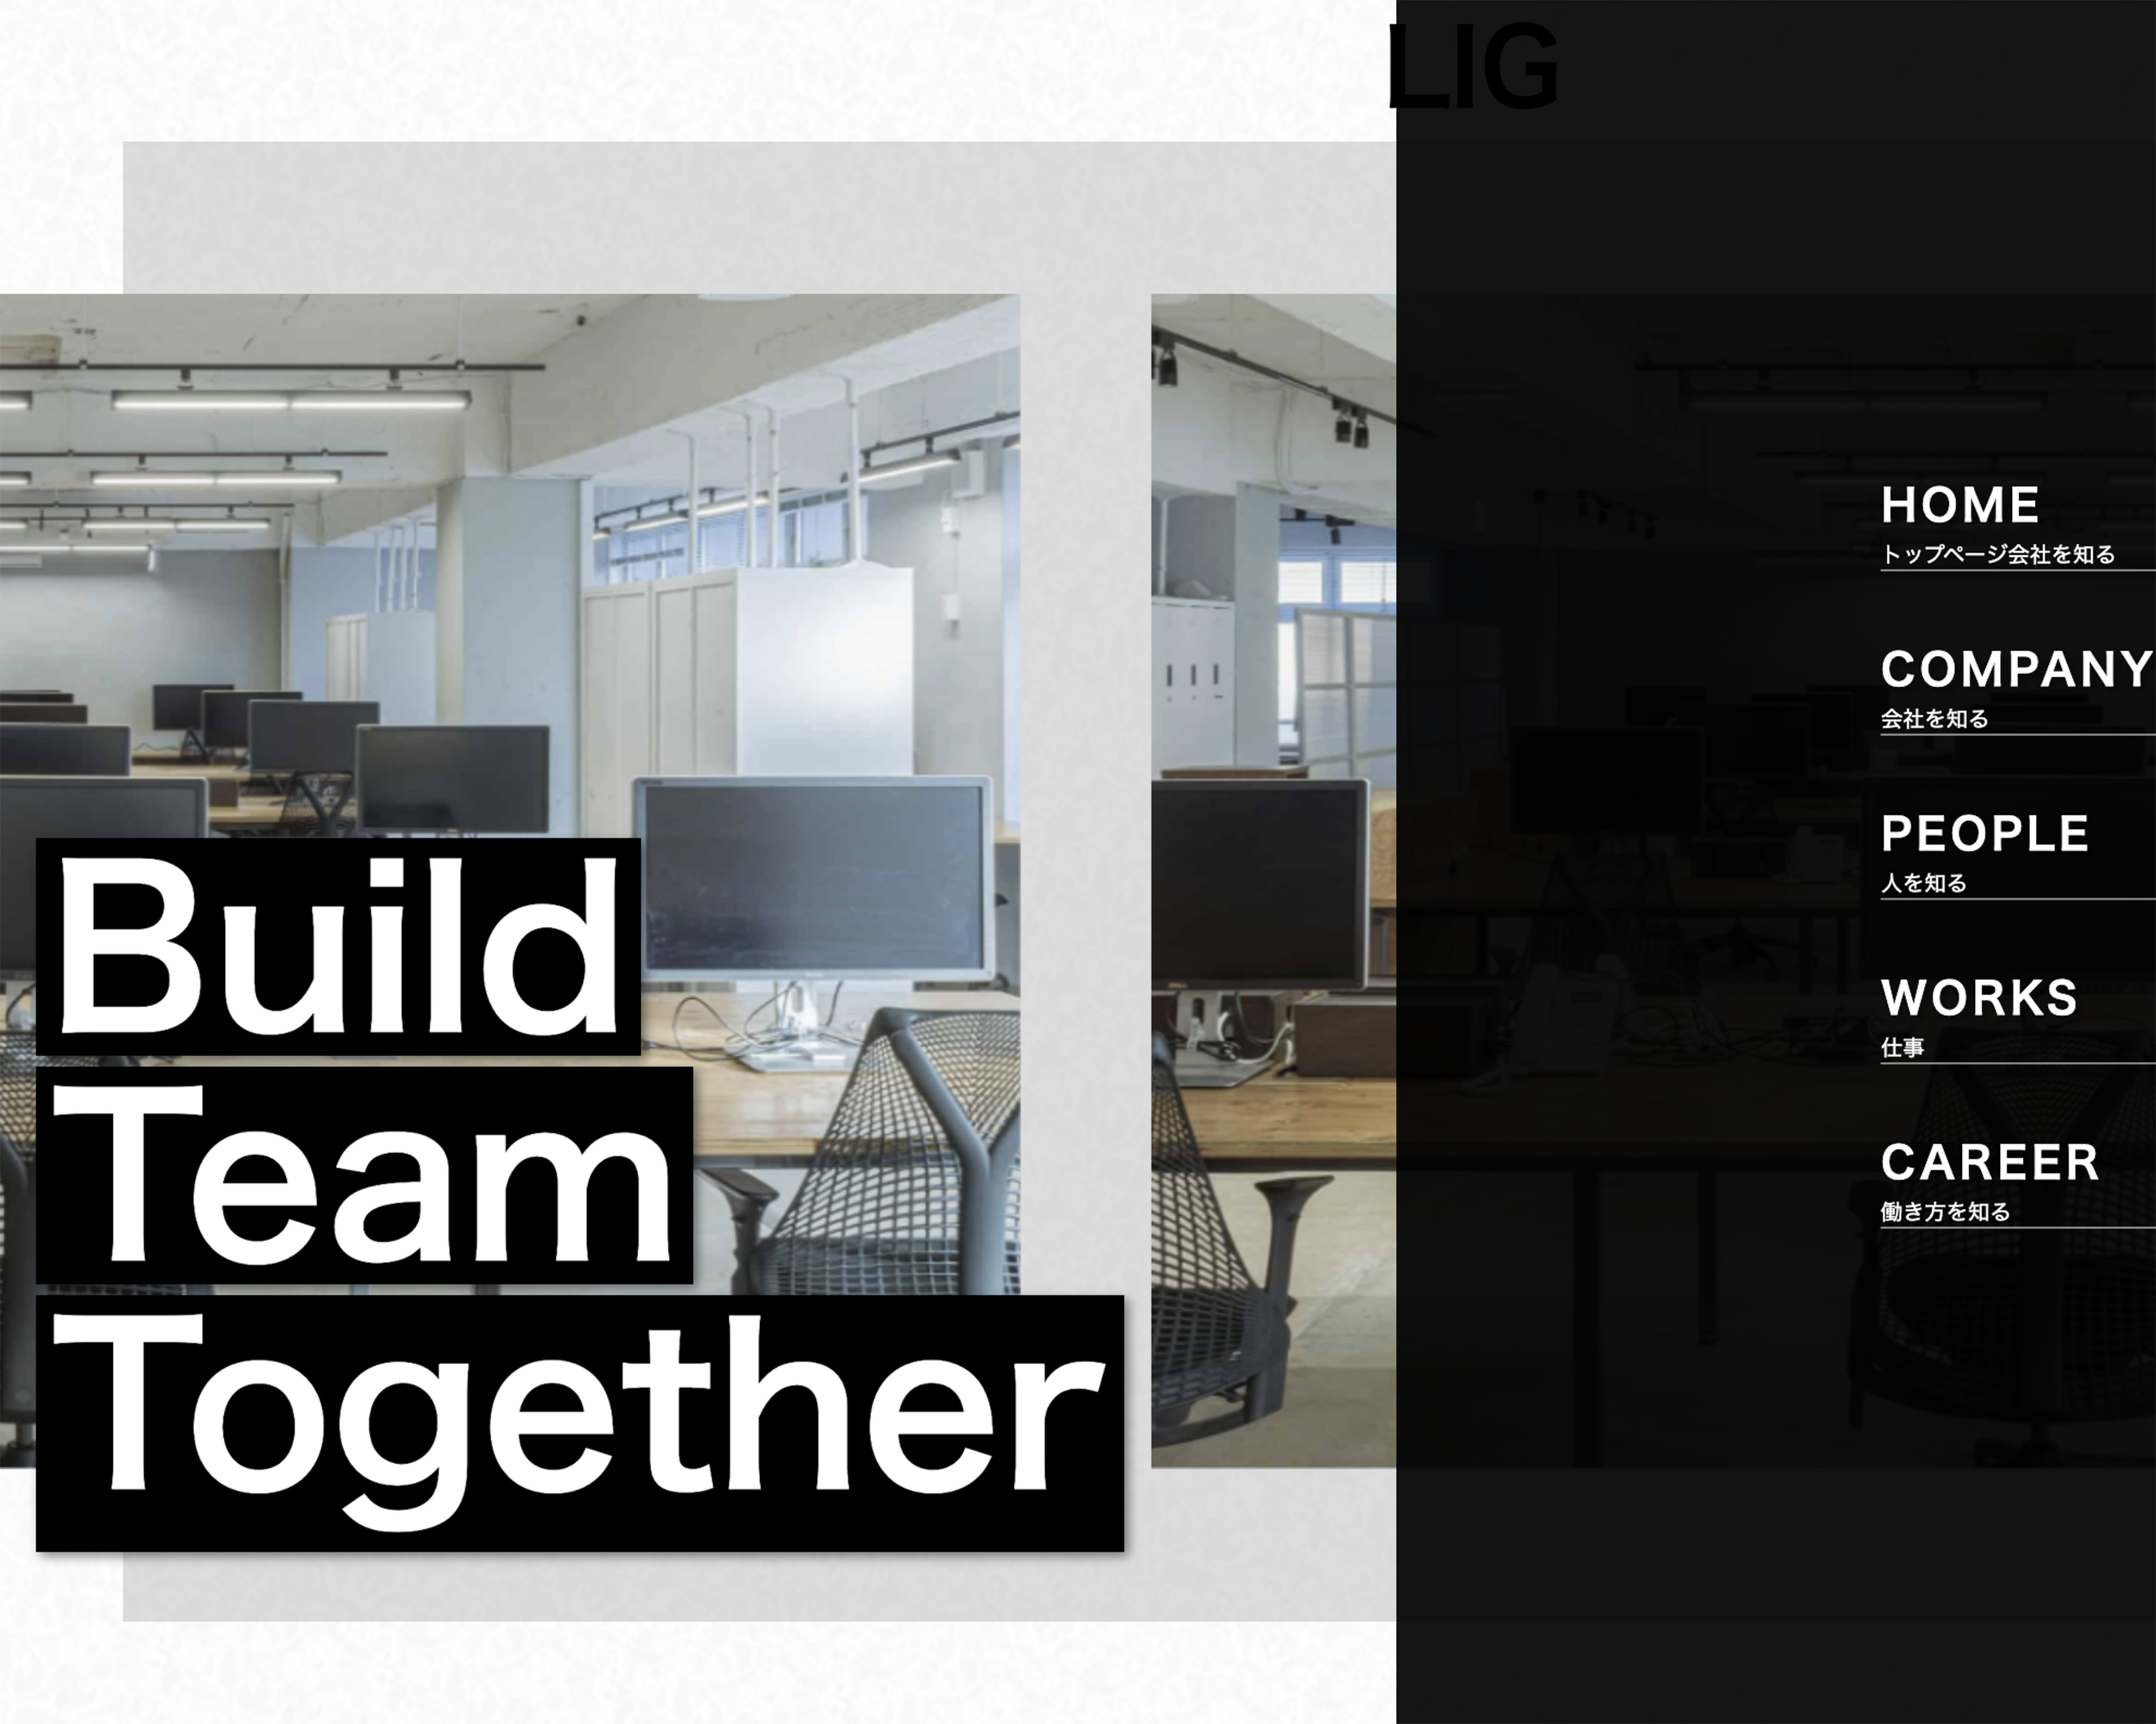 LIG
Build
Team
Together
HOME
トップページ会社を知る
COMPANY
会社を知る
PEOPLE
人を知る
WORKS
仕事
CAREER
働き方を知る